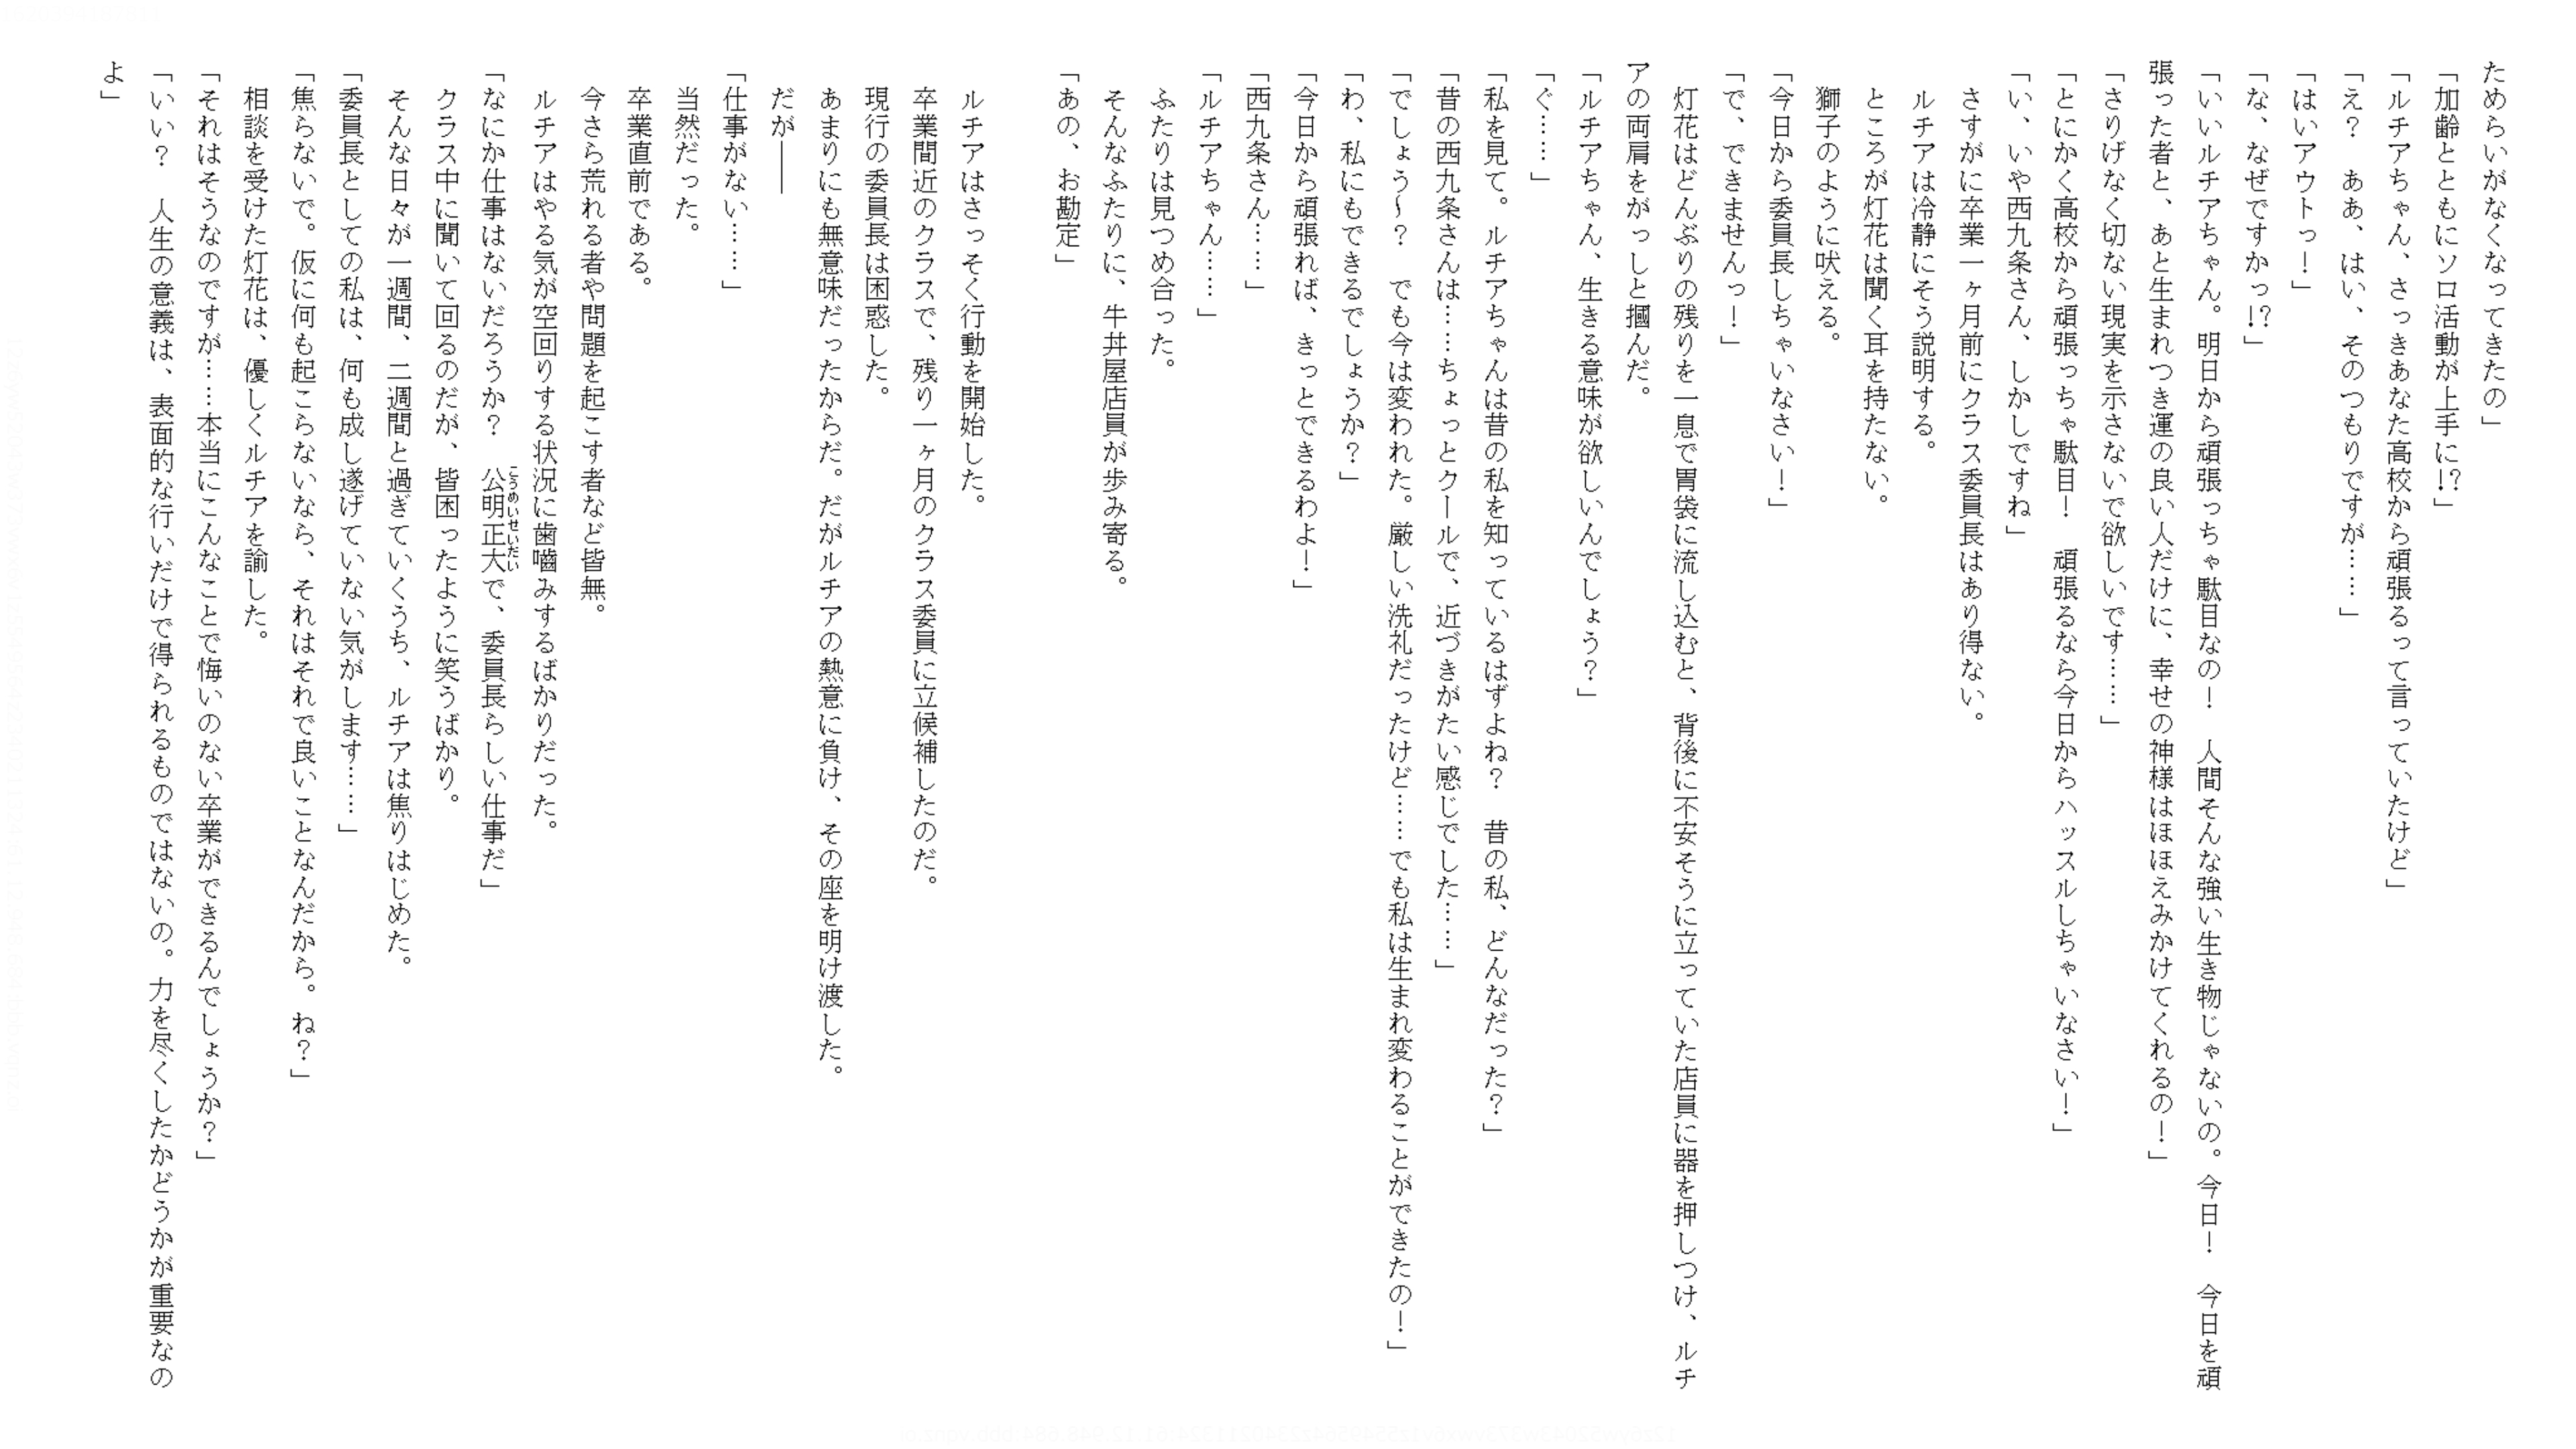 ためらいがなくなってきたの」
「加齢とともにソロ活動が上手に!?」
「ルチアちゃん、さっきあなた高校から頑張るって言っていたけど」
「え？　ああ、はい、そのつもりですが……」
「はいアウトっ！」
「な、なぜですかっ!?」
「いいルチアちゃん。明日から頑張っちゃ駄目なの！　人間そんな強い生き物じゃないの。今日！　今日を頑
張った者と、あと生まれつき運の良い人だけに、幸せの神様はほほえみかけてくれるの！」
「さりげなく切ない現実を示さないで欲しいです……」
「とにかく高校から頑張っちゃ駄目！　頑張るなら今日からハッスルしちゃいなさい！」
「い、いや西九条さん、しかしですね」
さすがに卒業一ヶ月前にクラス委員長はあり得ない。
ルチアは冷静にそう説明する。
ところが灯花は聞く耳を持たない。
獅子のように吠える。
「今日から委員長しちゃいなさい！」
「で、できませんっ！」
灯花はどんぶりの残りを一息で胃袋に流し込むと、背後に不安そうに立っていた店員に器を押しつけ、ルチ
アの両肩をがっしと摑んだ。
「ルチアちゃん、生きる意味が欲しいんでしょう？」
「ぐ……」
「私を見て。ルチアちゃんは昔の私を知っているはずよね？　昔の私、どんなだった？」
「昔の西九条さんは……ちょっとクールで、近づきがたい感じでした……」
「でしょう～？　でも今は変われた。厳しい洗礼だったけど……でも私は生まれ変わることができたの！」
「わ、私にもできるでしょうか？」
「今日から頑張れば、きっとできるわよ！」
「西九条さん……」
「ルチアちゃん……」
ふたりは見つめ合った。
そんなふたりに、牛丼屋店員が歩み寄る。
「あの、お勘定」
ルチアはさっそく行動を開始した。
卒業間近のクラスで、残り一ヶ月のクラス委員に立候補したのだ。
現行の委員長は困惑した。
あまりにも無意味だったからだ。だがルチアの熱意に負け、その座を明け渡した。
だが――
「仕事がない……」
当然だった。
卒業直前である。
今さら荒れる者や問題を起こす者など皆無。
ルチアはやる気が空回りする状況に歯嚙みするばかりだった。
「なにか仕事はないだろうか？　公明正大こうめいせいだいで、委員長らしい仕事だ」
クラス中に聞いて回るのだが、皆困ったように笑うばかり。
そんな日々が一週間、二週間と過ぎていくうち、ルチアは焦りはじめた。
「委員長としての私は、何も成し遂げていない気がします……」
「焦らないで。仮に何も起こらないなら、それはそれで良いことなんだから。ね？」
相談を受けた灯花は、優しくルチアを諭した。
「それはそうなのですが……本当にこんなことで悔いのない卒業ができるんでしょうか？」
「いい？　人生の意義は、表面的な行いだけで得られるものではないの。力を尽くしたかどうかが重要なの
よ」